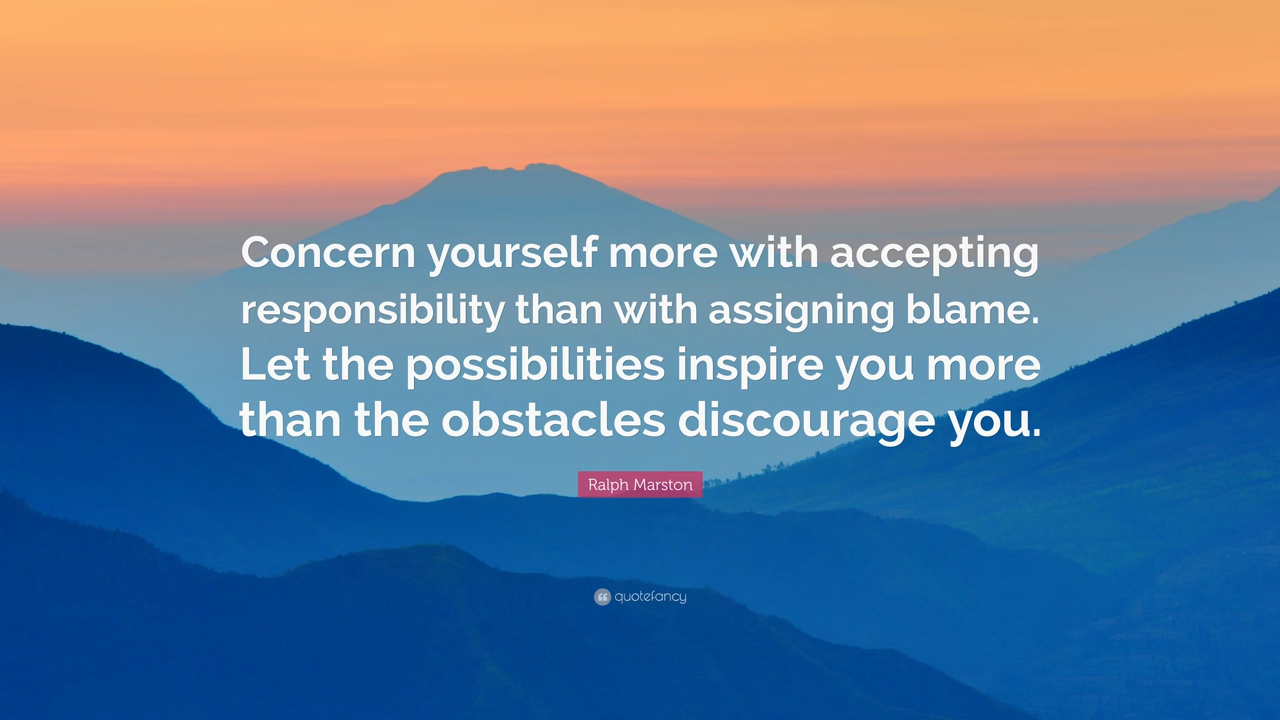 Concern yourself more with accepting
responsibility than with assigning blame.
Let the possibilities inspire you more
than the obstacles discourage you.
Ralph Marston
quotefancy